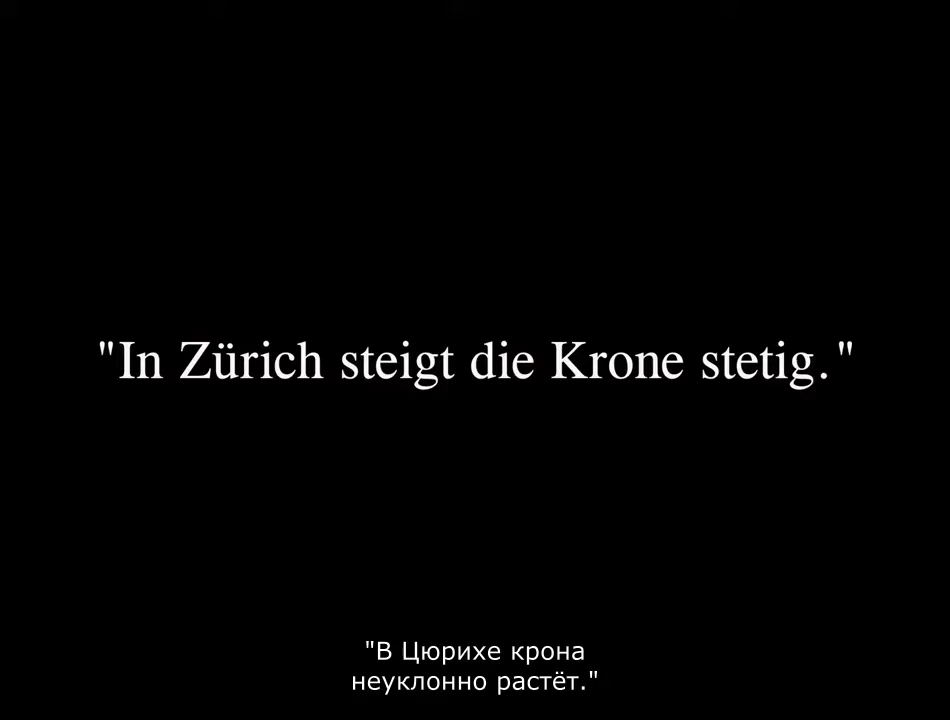 "In Zürich steigt die Krone stetig."
"В Цюрихе крона
неуклонно растёт."